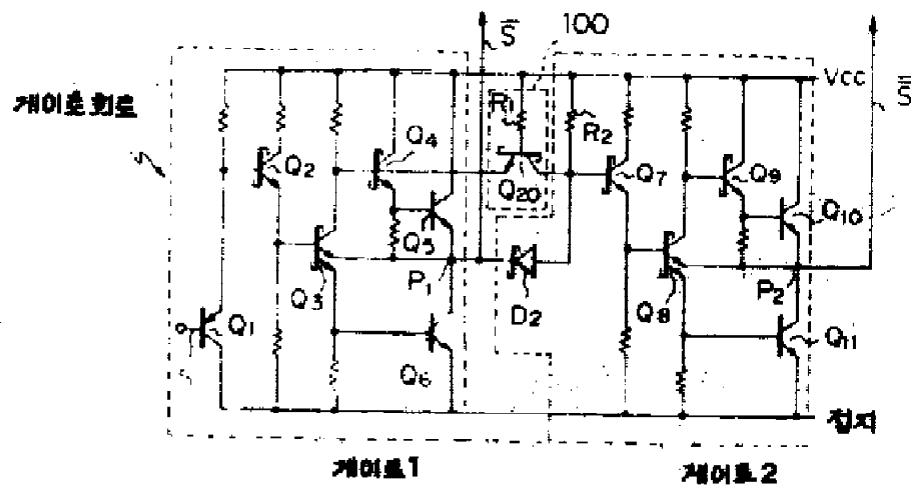 100
S̄
Vcc
S̿
게이트 회로
R₁
R₂
Q₂
Q₄
Q₂₀
Q₇
Q₉
Q₁₀
Q₅
Q₃
P₁
D₂
Q₈
P₂
Q₁
Q₆
Q₁₁
접지
게이트1
게이트2